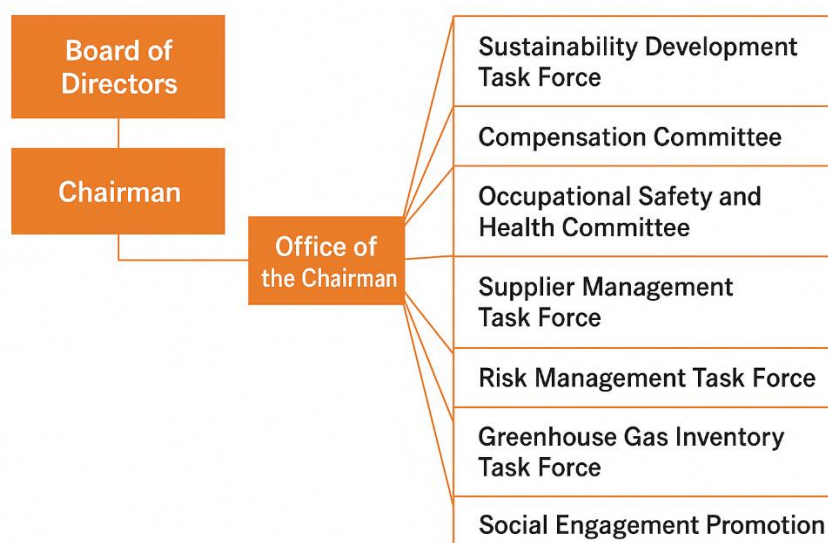 Board of
Directors
Chairman
Office of
the Chairman
Sustainability Development
Task Force
Compensation Committee
Occupational Safety and
Health Committee
Supplier Management
Task Force
Risk Management Task Force
Greenhouse Gas Inventory
Task Force
Social Engagement Promotion